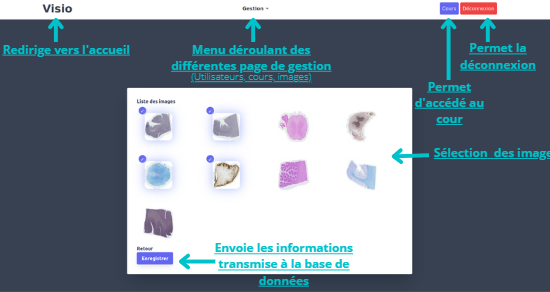 Visio
Gestion
Cours
Déconnexion
Redirige vers l'accueil
Menu déroulant des
différentes page de gestion
(Utilisateurs, cours, images)
Permet la
déconnexion
Permet
d'accédé au
cour
Liste des images
Sélection des image
Retour
Enregistrer
Envoie les informations
transmise à la base de
données